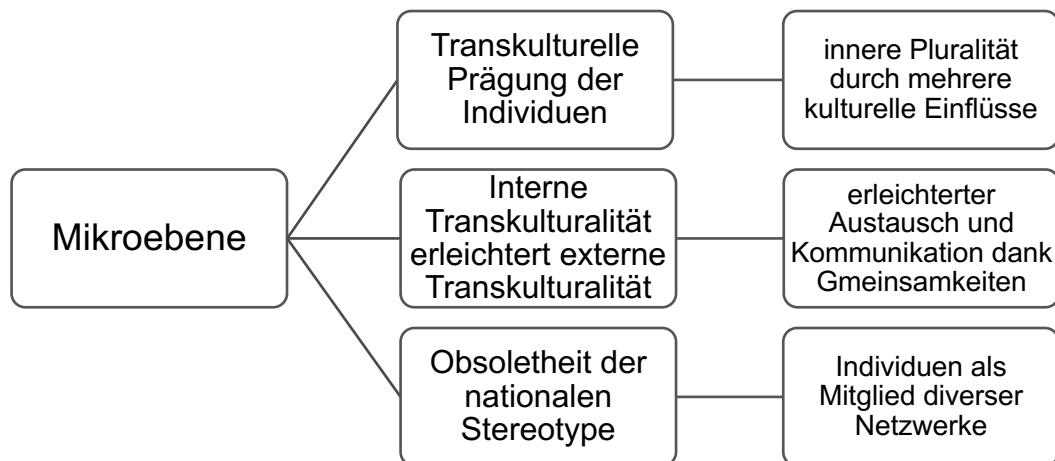 Transkulturelle
Prägung der
Individuen
innere Pluralität
durch mehrere
kulturelle Einflüsse
Mikroebene
Interne
Transkulturalität
erleichtert externe
Transkulturalität
erleichterter
Austausch und
Kommunikation dank
Gmeinsamkeiten
Obsoletheit der
nationalen
Stereotype
Individuen als
Mitglied diverser
Netzwerke